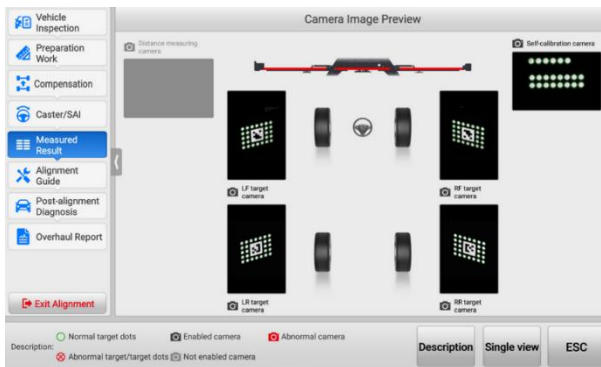 Vehicle
Inspection
Preparation
Work
Compensation
Caster/SAI
Measured
Result
Alignment
Guide
Post-alignment
Diagnosis
Overhaul Report
Exit Alignment
Camera Image Preview
Distance measuring
camera
Self-calibration camera
LF target
camera
RF target
camera
LR target
camera
RR target
camera
Description:
Normal target dots
Enabled camera
Abnormal camera
Abnormal target/target dots
Not enabled camera
Description
Single view
ESC